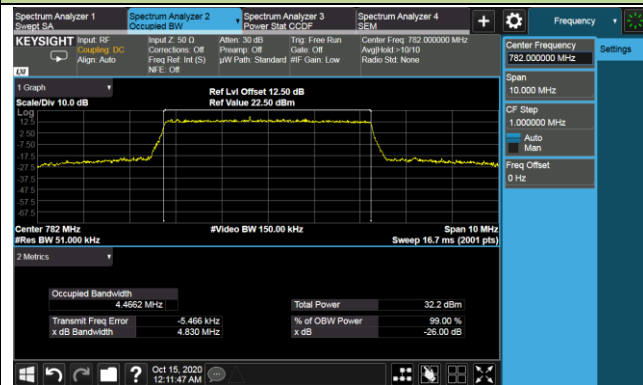 Spectrum Analyzer 1
Swept SA
Spectrum Analyzer 2
Occupied BW
Spectrum Analyzer 3
Power Stat CCDF
Spectrum Analyzer 4
SEM
+
Frequency
KEYSIGHT
LXI
Input: RF
Coupling: DC
Align: Auto
Input Z: 50 Ω
Corrections: Off
Freq Ref: Int (S)
NFE: Off
Atten: 30 dB
Preamp: Off
µW Path: Standard
Trig: Free Run
Gate: Off
#IF Gain: Low
Center Freq: 782.000000 MHz
Avg|Hold:>10/10
Radio Std: None
Center Frequency
782.000000 MHz
Settings
Span
10.000 MHz
CF Step
1.000000 MHz
Auto
Man
Freq Offset
0 Hz
1 Graph
Scale/Div 10.0 dB
Ref Lvl Offset 12.50 dB
Ref Value 22.50 dBm
Log
12.5
2.50
-7.50
-17.5
-27.5
-37.5
-47.5
-57.5
-67.5
Center 782 MHz
#Res BW 51.000 kHz
#Video BW 150.00 kHz
Span 10 MHz
Sweep 16.7 ms (2001 pts)
2 Metrics
Occupied Bandwidth
4.4662 MHz
Total Power 32.2 dBm
Transmit Freq Error -5.466 kHz
% of OBW Power 99.00 %
x dB Bandwidth 4.830 MHz
x dB -26.00 dB
?
Oct 15, 2020
12:11:47 AM